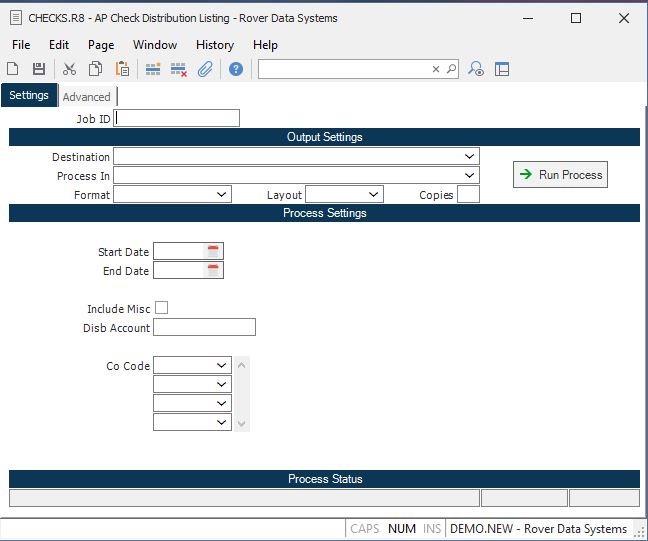 CHECKS.R8 - AP Check Distribution Listing - Rover Data Systems
File Edit Page Window History Help
Settings Advanced
Job ID
Output Settings
Destination
Process In
Run Process
Format Layout Copies
Process Settings
Start Date
End Date
Include Misc
Disb Account
Co Code
Process Status
CAPS NUM INS DEMO.NEW - Rover Data Systems